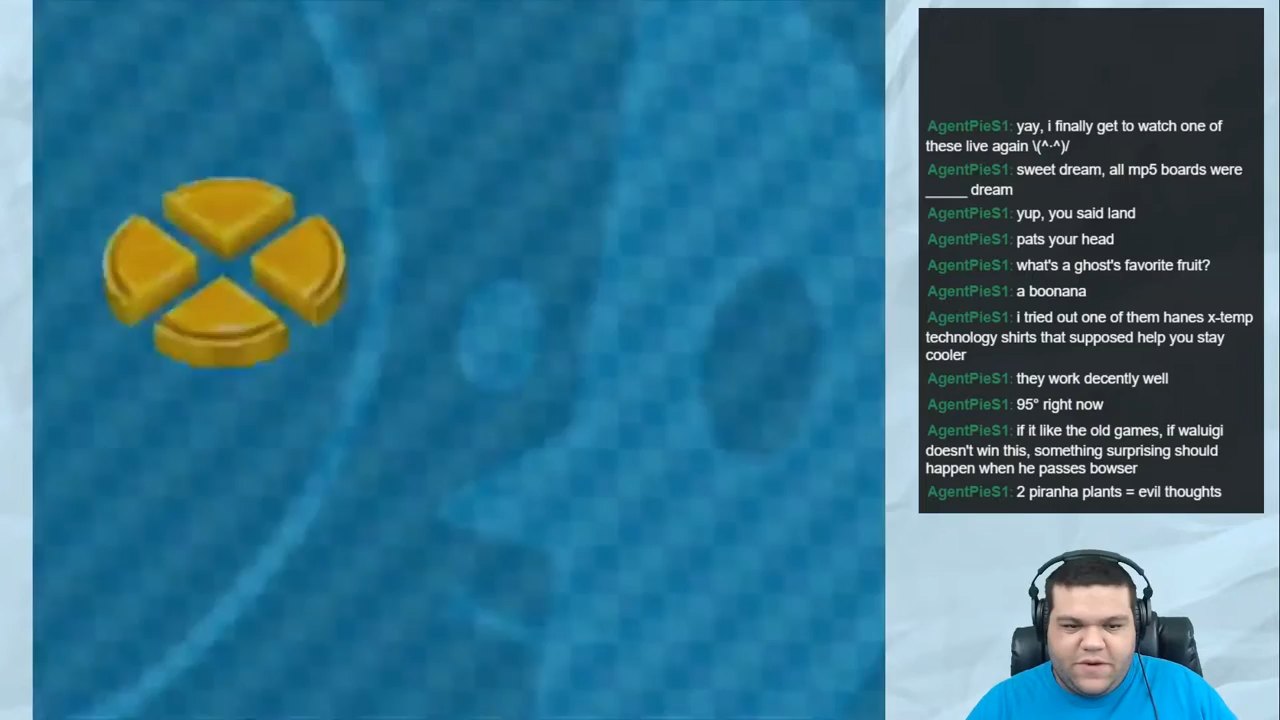 AgentPieS1: yay, i finally get to watch one of
these live again \(^·^)/
AgentPieS1: sweet dream, all mp5 boards were
_____ dream
AgentPieS1: yup, you said land
AgentPieS1: pats your head
AgentPieS1: what's a ghost's favorite fruit?
AgentPieS1: a boonana
AgentPieS1: i tried out one of them hanes x-temp
technology shirts that supposed help you stay
cooler
AgentPieS1: they work decently well
AgentPieS1: 95° right now
AgentPieS1: if it like the old games, if waluigi
doesn't win this, something surprising should
happen when he passes bowser
AgentPieS1: 2 piranha plants = evil thoughts